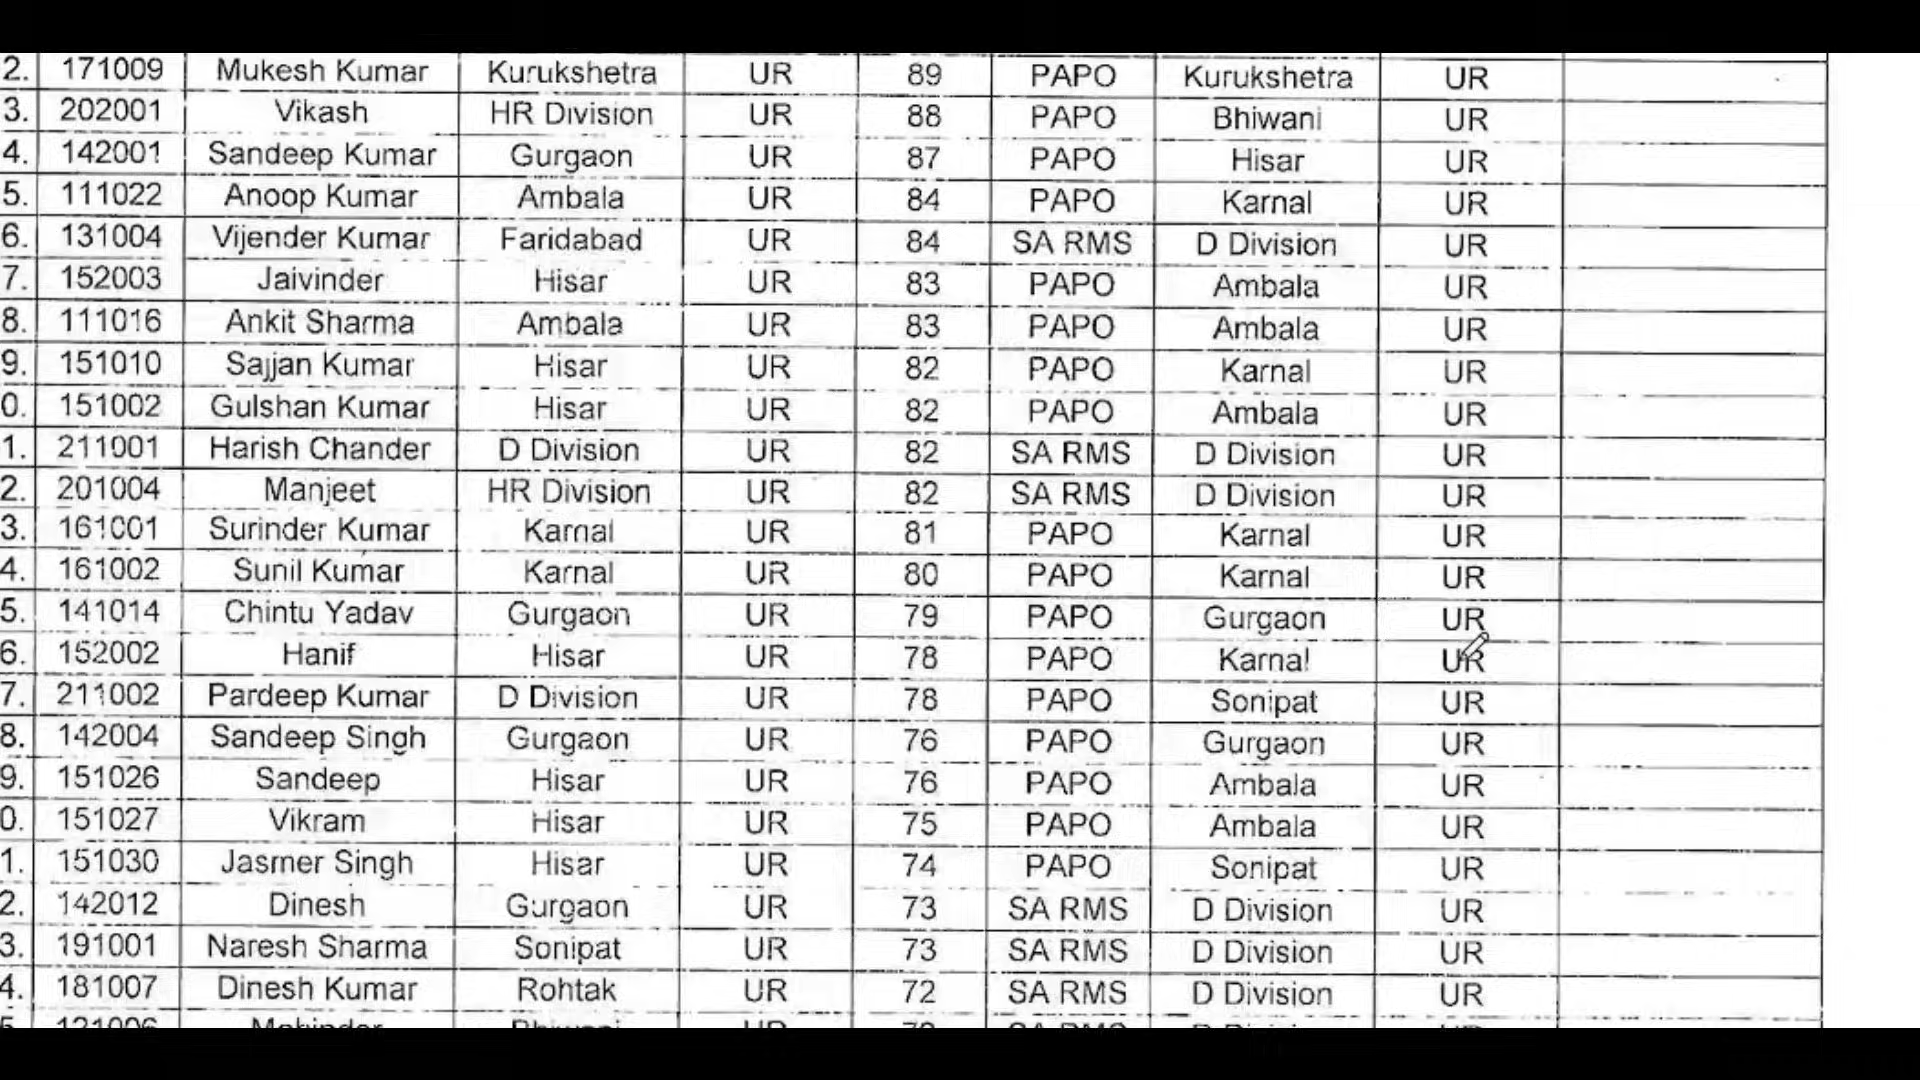 2. 171009 Mukesh Kumar Kurukshetra UR 89 PAPO Kurukshetra UR
3. 202001 Vikash HR Division UR 88 PAPO Bhiwani UR
4. 142001 Sandeep Kumar Gurgaon UR 87 PAPO Hisar UR
5. 111022 Anoop Kumar Ambala UR 84 PAPO Karnal UR
6. 131004 Vijender Kumar Faridabad UR 84 SA RMS D Division UR
7. 152003 Jaivinder Hisar UR 83 PAPO Ambala UR
8. 111016 Ankit Sharma Ambala UR 83 PAPO Ambala UR
9. 151010 Sajjan Kumar Hisar UR 82 PAPO Karnal UR
0. 151002 Gulshan Kumar Hisar UR 82 PAPO Ambala UR
1. 211001 Harish Chander D Division UR 82 SA RMS D Division UR
2. 201004 Manjeet HR Division UR 82 SA RMS D Division UR
3. 161001 Surinder Kumar Karnal UR 81 PAPO Karnal UR
4. 161002 Sunil Kumar Karnal UR 80 PAPO Karnal UR
5. 141014 Chintu Yadav Gurgaon UR 79 PAPO Gurgaon UR
6. 152002 Hanif Hisar UR 78 PAPO Karnal UR
7. 211002 Pardeep Kumar D Division UR 78 PAPO Sonipat UR
8. 142004 Sandeep Singh Gurgaon UR 76 PAPO Gurgaon UR
9. 151026 Sandeep Hisar UR 76 PAPO Ambala UR
0. 151027 Vikram Hisar UR 75 PAPO Ambala UR
1. 151030 Jasmer Singh Hisar UR 74 PAPO Sonipat UR
2. 142012 Dinesh Gurgaon UR 73 SA RMS D Division UR
3. 191001 Naresh Sharma Sonipat UR 73 SA RMS D Division UR
4. 181007 Dinesh Kumar Rohtak UR 72 SA RMS D Division UR